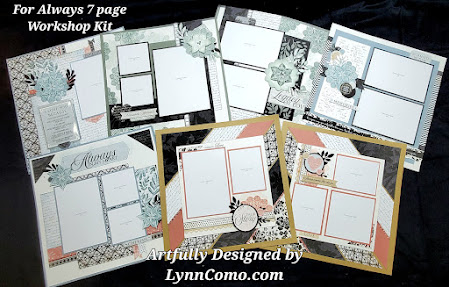 For Always 7 page
Workshop Kit
Always
Artfully Designed by
LynnComo.com